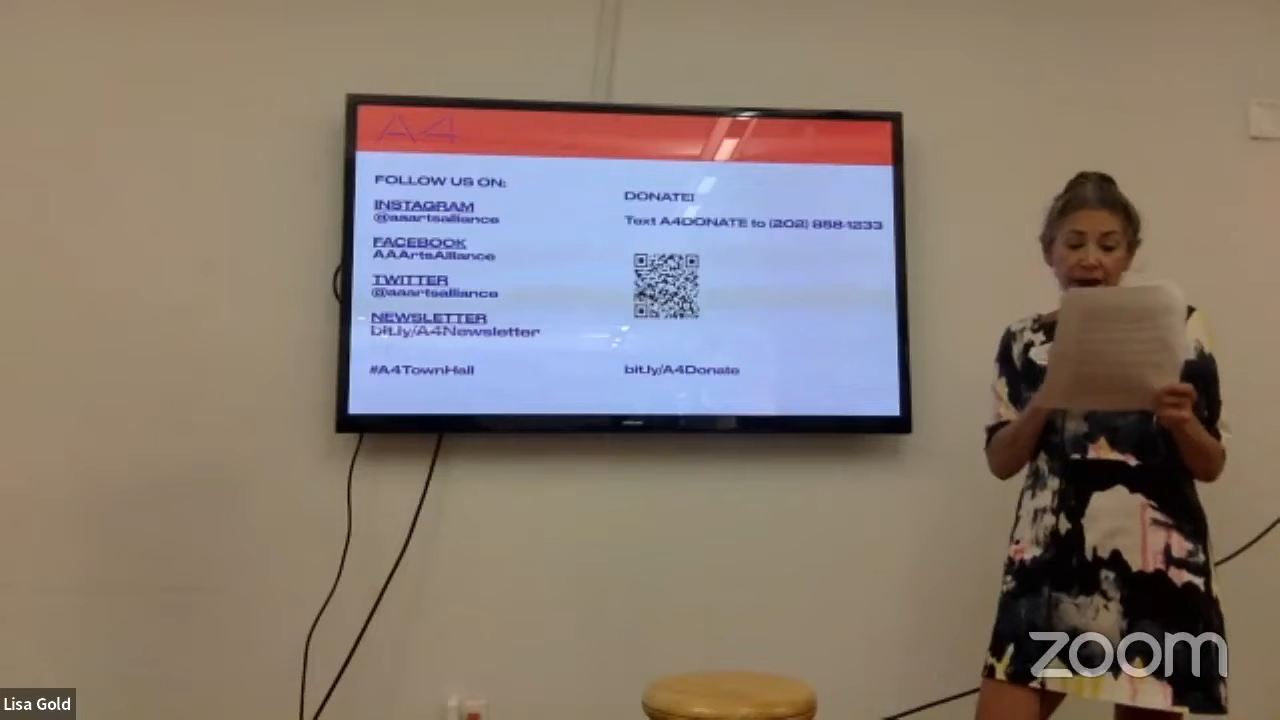 A4
FOLLOW US ON:
INSTAGRAM
@aaartsalliance
FACEBOOK
AAArtsAlliance
TWITTER
@aaartsalliance
NEWSLETTER
bit.ly/A4Newsletter
#A4TownHall
DONATE!
Text A4DONATE to (202) 858-1233
bit.ly/A4Donate
zoom
Lisa Gold